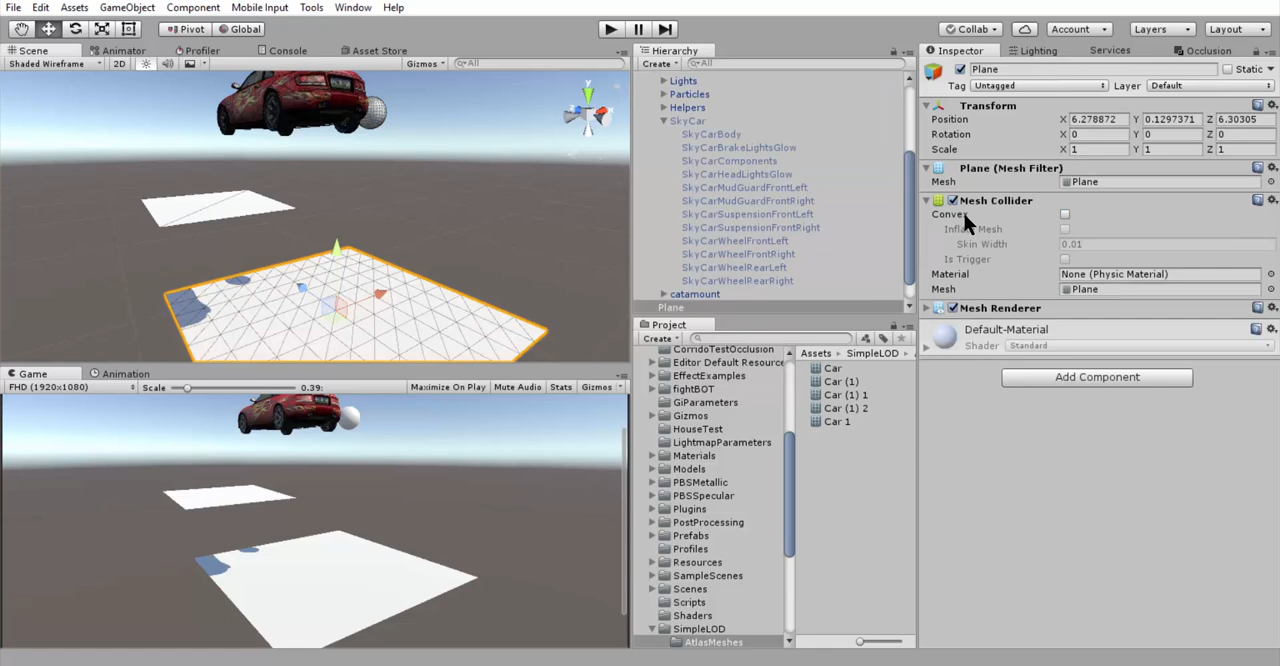 File Edit Assets GameObject Component Mobile Input Tools Window Help
Pivot Global Collab Account Layers Layout
Scene Animator Profiler Console Asset Store
Shaded Wireframe 2D Gizmos All
y
Hierarchy
Create All
Lights
Particles
Helpers
SkyCar
SkyCarBody
SkyCarBrakeLightsGlow
SkyCarComponents
SkyCarHeadLightsGlow
SkyCarMudGuardFrontLeft
SkyCarMudGuardFrontRight
SkyCarSuspensionFrontLeft
SkyCarSuspensionFrontRight
SkyCarWheelFrontLeft
SkyCarWheelFrontRight
SkyCarWheelRearLeft
SkyCarWheelRearRight
catamount
Plane
Inspector Lighting Services Occlusion
Plane Static
Tag Untagged Layer Default
Transform
Position X 6.278872 Y 0.1297371 Z 6.30305
Rotation X 0 Y 0 Z 0
Scale X 1 Y 1 Z 1
Plane (Mesh Filter)
Mesh Plane
Mesh Collider
Convex
Mesh
Skin Width 0.01
Is Trigger
Material None (Physic Material)
Mesh Plane
Mesh Renderer
Default-Material
Shader Standard
Add Component
Game Animation
FHD (1920x1080) Scale 0.39: Maximize On Play Mute Audio Stats Gizmos
Project
Create
CorridoTestOcclusion
Editor Default Resource
EffectExamples
fightBOT
GiParameters
Gizmos
HouseTest
LightmapParameters
Materials
Models
PBSMetallic
PBSSpecular
Plugins
PostProcessing
Prefabs
Profiles
Resources
SampleScenes
Scenes
Scripts
Shaders
SimpleLOD
AtlasMeshes
Assets SimpleLOD
Car
Car (1)
Car (1) 1
Car (1) 2
Car 1